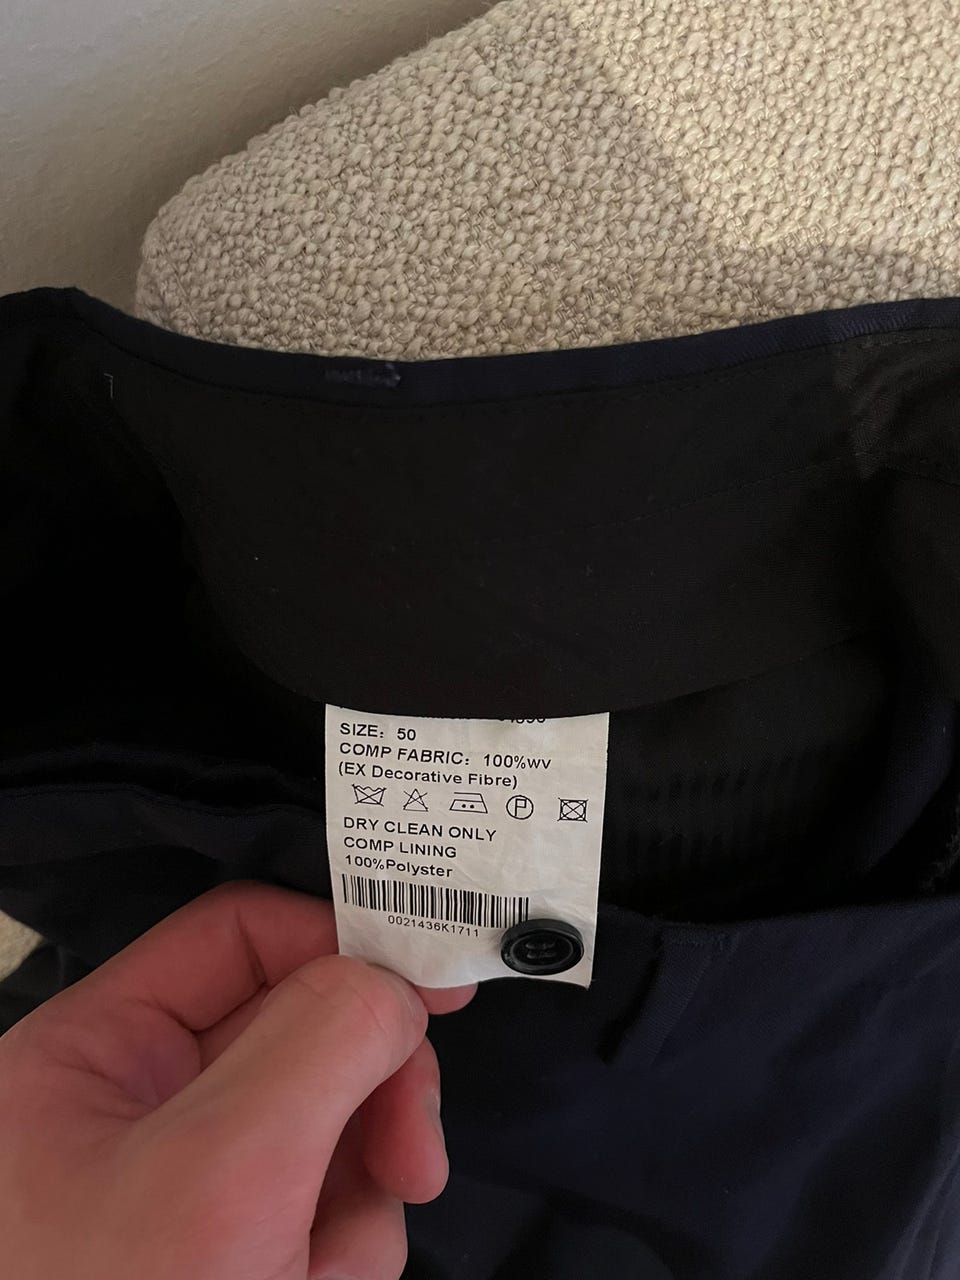 SIZE: 50
COMP FABRIC: 100%wv
(EX Decorative Fibre)
P
DRY CLEAN ONLY
COMP LINING
100%Polyster
0021436K1711